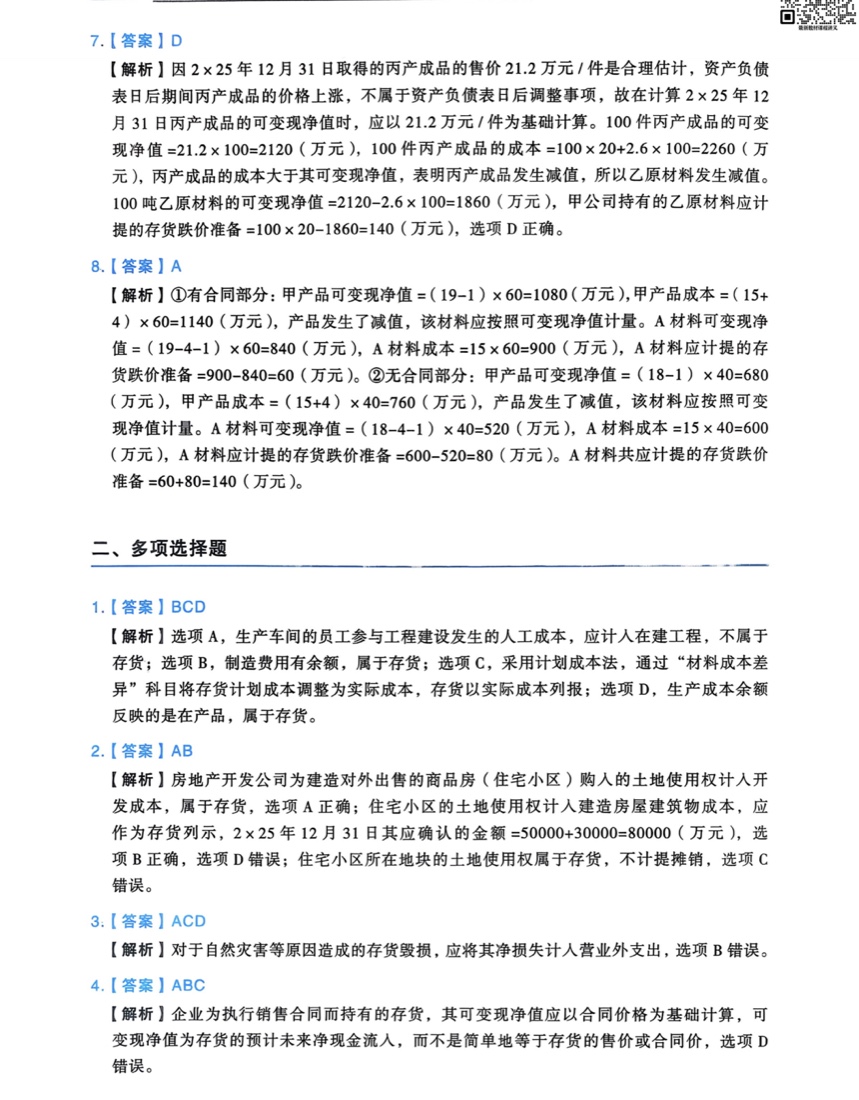 7.【答案】D
【解析】因 2×25 年 12 月 31 日取得的丙产成品的售价 21.2 万元 / 件是合理估计，资产负债
表日后期间丙产成品的价格上涨，不属于资产负债表日后调整事项，故在计算 2×25 年 12
月 31 日丙产成品的可变现净值时，应以 21.2 万元 / 件为基础计算。100 件丙产成品的可变
现净值 =21.2×100=2120（万元），100 件丙产成品的成本 =100×20+2.6×100=2260（万
元），丙产成品的成本大于其可变现净值，表明丙产成品发生减值，所以乙原材料发生减值。
100 吨乙原材料的可变现净值 =2120−2.6×100=1860（万元），甲公司持有的乙原材料应计
提的存货跌价准备 =100×20−1860=140（万元），选项 D 正确。
8.【答案】A
【解析】①有合同部分：甲产品可变现净值 =（19−1）×60=1080（万元），甲产品成本 =（15+
4）×60=1140（万元），产品发生了减值，该材料应按照可变现净值计量。A 材料可变现净
值 =（19−4−1）×60=840（万元），A 材料成本 =15×60=900（万元），A 材料应计提的存
货跌价准备 =900−840=60（万元）。②无合同部分：甲产品可变现净值 =（18−1）×40=680
（万元），甲产品成本 =（15+4）×40=760（万元），产品发生了减值，该材料应按照可变
现净值计量。A 材料可变现净值 =（18−4−1）×40=520（万元），A 材料成本 =15×40=600
（万元），A 材料应计提的存货跌价准备 =600−520=80（万元）。A 材料共应计提的存货跌价
准备 =60+80=140（万元）。
二、多项选择题
1.【答案】BCD
【解析】选项 A，生产车间的员工参与工程建设发生的人工成本，应计入在建工程，不属于
存货；选项 B，制造费用有余额，属于存货；选项 C，采用计划成本法，通过“材料成本差
异”科目将存货计划成本调整为实际成本，存货以实际成本列报；选项 D，生产成本余额
反映的是在产品，属于存货。
2.【答案】AB
【解析】房地产开发公司为建造对外出售的商品房（住宅小区）购入的土地使用权计入开
发成本，属于存货，选项 A 正确；住宅小区的土地使用权计入建造房屋建筑物成本，应
作为存货列示，2×25 年 12 月 31 日其应确认的金额 =50000+30000=80000（万元），选
项 B 正确，选项 D 错误；住宅小区所在地块的土地使用权属于存货，不计提摊销，选项 C
错误。
3.【答案】ACD
【解析】对于自然灾害等原因造成的存货毁损，应将其净损失计入营业外支出，选项 B 错误。
4.【答案】ABC
【解析】企业为执行销售合同而持有的存货，其可变现净值应以合同价格为基础计算，可
变现净值为存货的预计未来净现金流入，而不是简单地等于存货的售价或合同价，选项 D
错误。